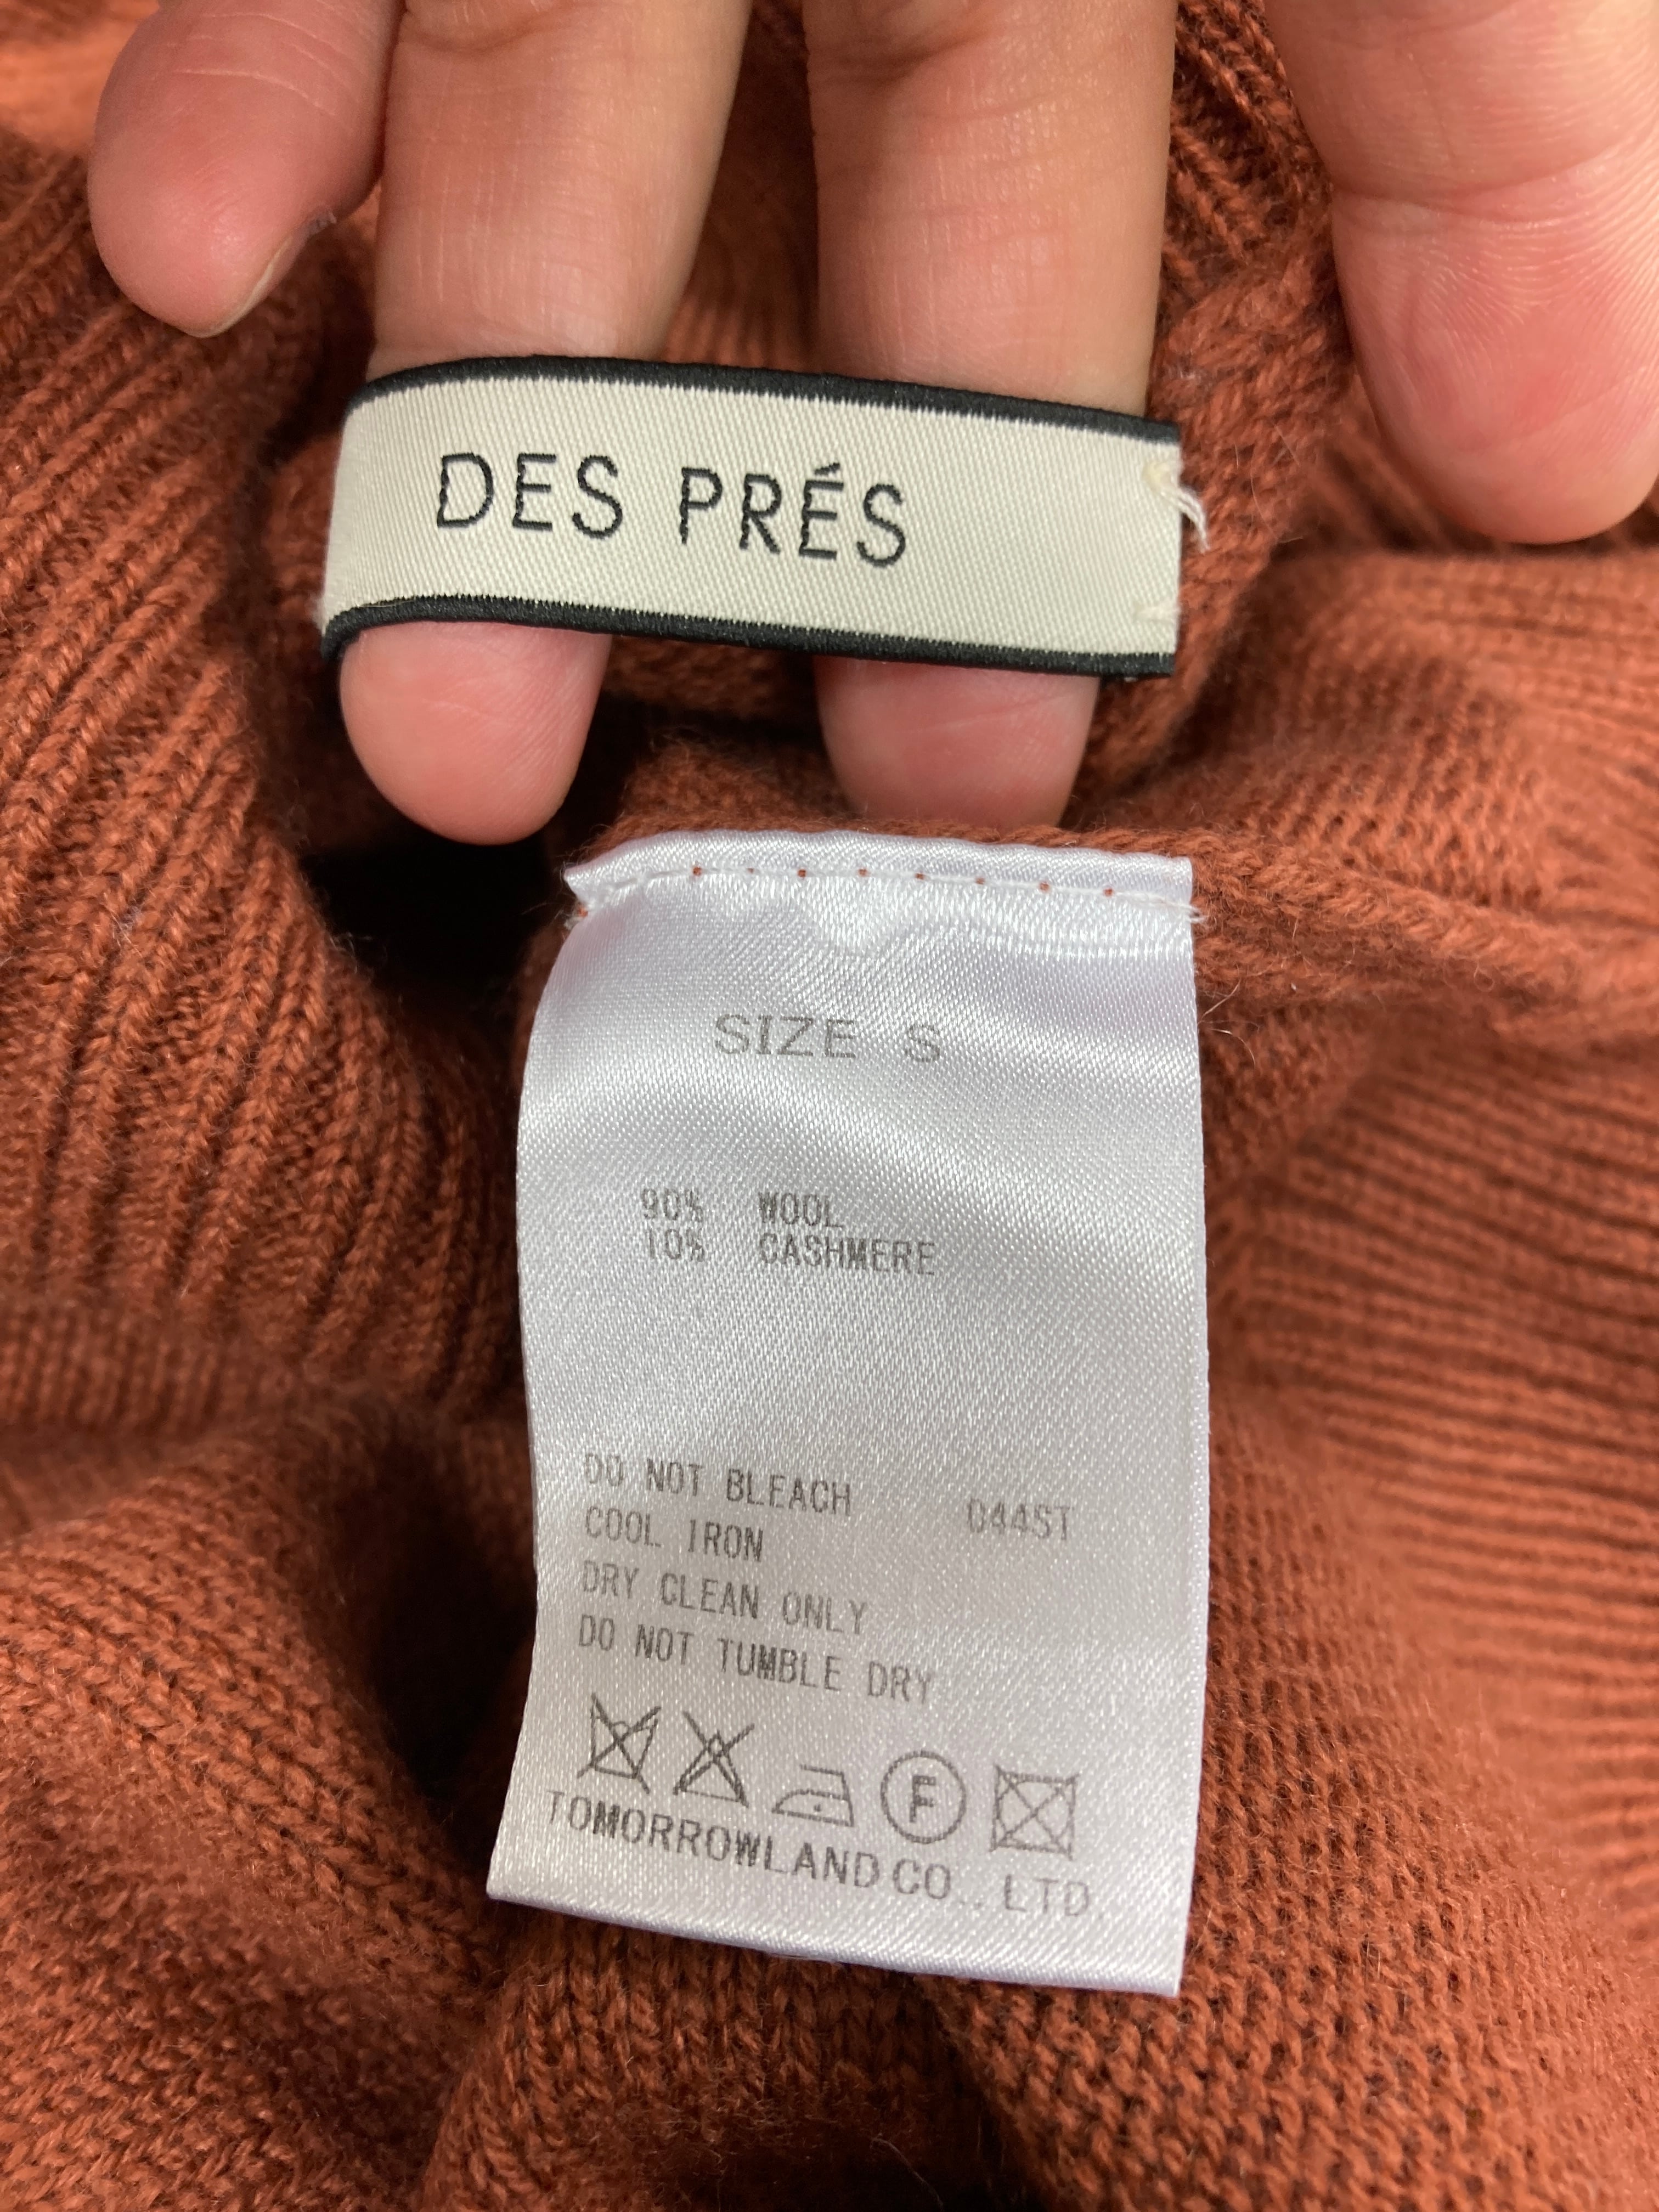 DES PRÉS
SIZE S
90% WOOL
10% CASHMERE
DO NOT BLEACH 044ST
COOL IRON
DRY CLEAN ONLY
DO NOT TUMBLE DRY
F
TOMORROWLAND CO., LTD.